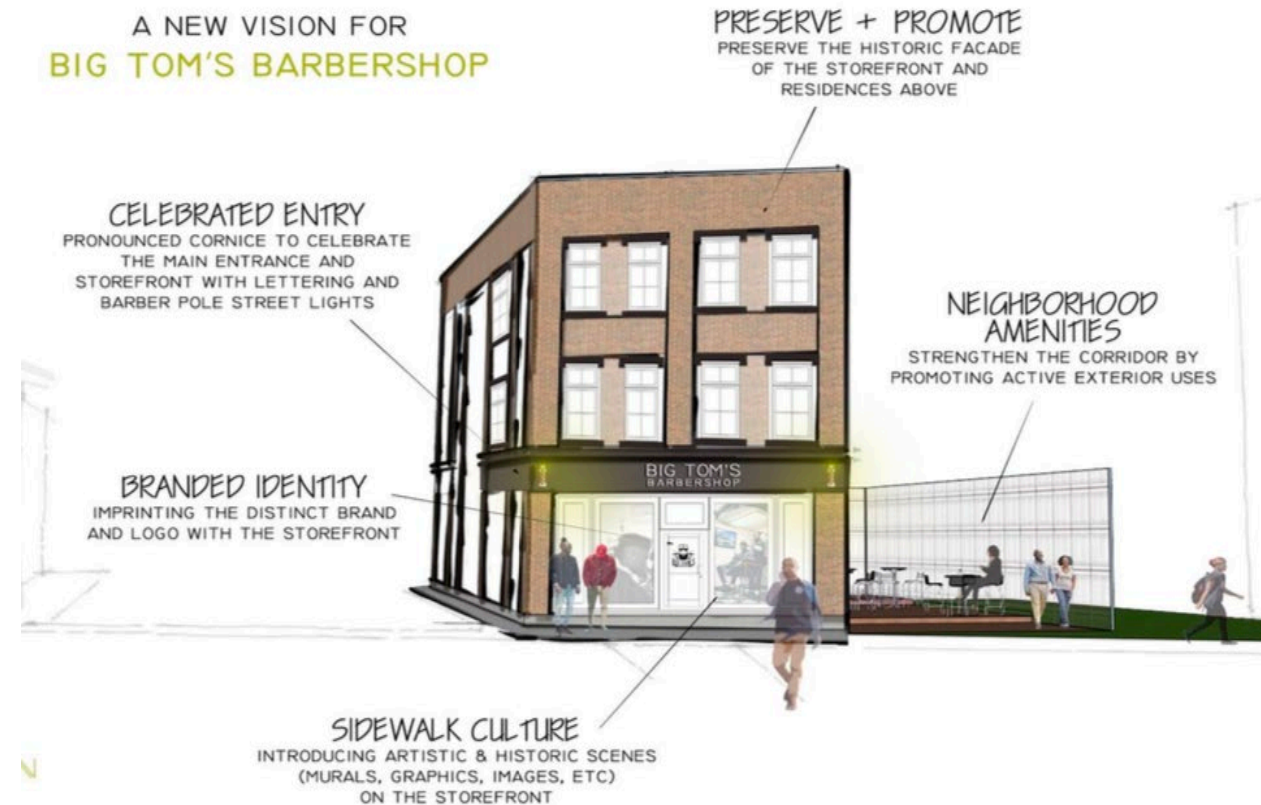 A NEW VISION FOR
BIG TOM'S BARBERSHOP
PRESERVE + PROMOTE
PRESERVE THE HISTORIC FACADE
OF THE STOREFRONT AND
RESIDENCES ABOVE
CELEBRATED ENTRY
PRONOUNCED CORNICE TO CELEBRATE
THE MAIN ENTRANCE AND
STOREFRONT WITH LETTERING AND
BARBER POLE STREET LIGHTS
NEIGHBORHOOD
AMENITIES
STRENGTHEN THE CORRIDOR BY
PROMOTING ACTIVE EXTERIOR USES
BIG TOM'S
BARBERSHOP
BRANDED IDENTITY
IMPRINTING THE DISTINCT BRAND
AND LOGO WITH THE STOREFRONT
SIDEWALK CULTURE
INTRODUCING ARTISTIC & HISTORIC SCENES
(MURALS, GRAPHICS, IMAGES, ETC)
ON THE STOREFRONT
N